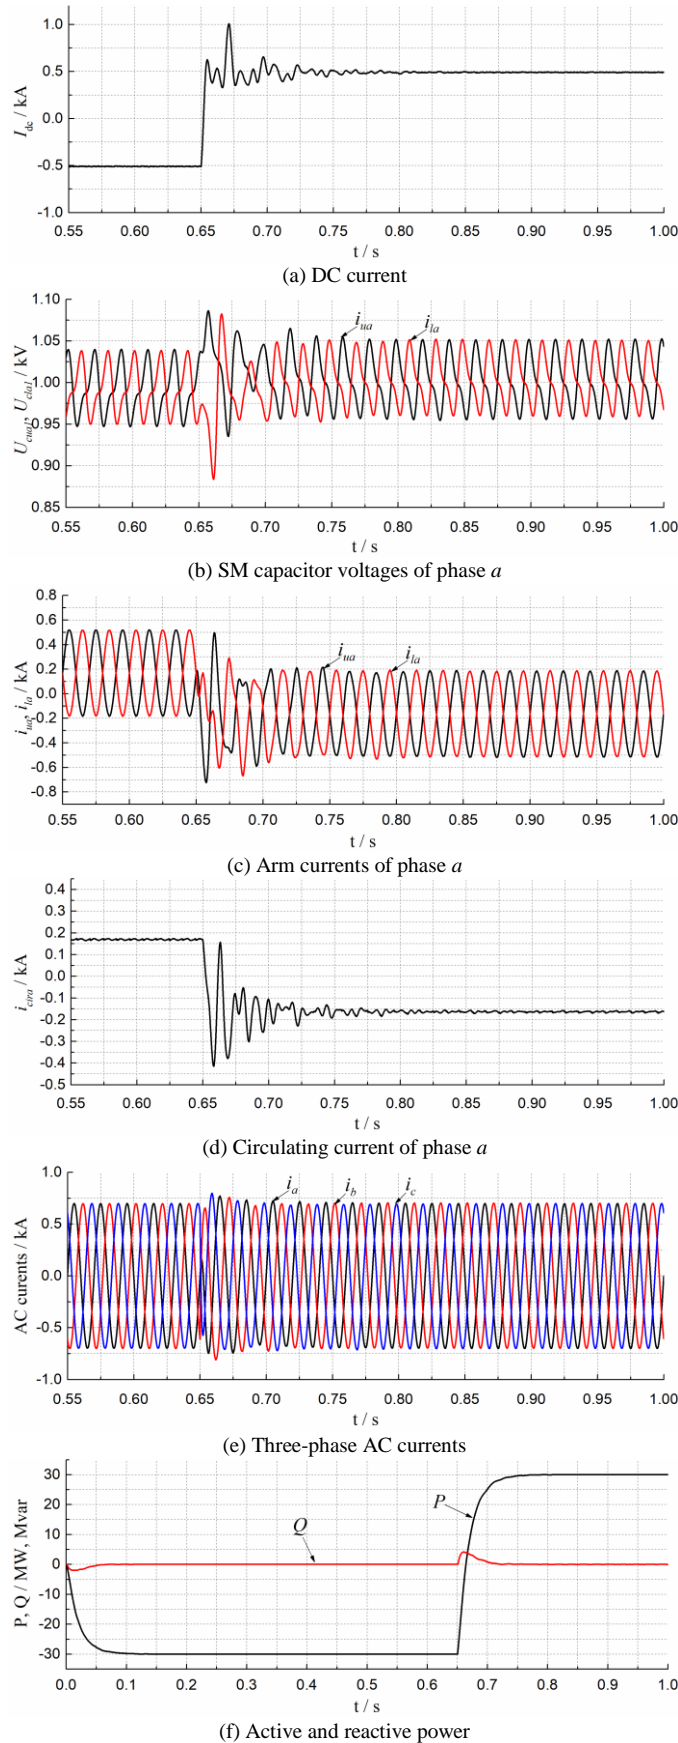 1.0
0.5
0.0
-0.5
-1.0
I_dc / kA
0.55 0.60 0.65 0.70 0.75 0.80 0.85 0.90 0.95 1.00
t / s
(a) DC current
1.10
1.05
1.00
0.95
0.90
0.85
U_cua1, U_cla1 / kV
i_ua i_la
0.55 0.60 0.65 0.70 0.75 0.80 0.85 0.90 0.95 1.00
t / s
(b) SM capacitor voltages of phase a
0.8
0.6
0.4
0.2
0.0
-0.2
-0.4
-0.6
-0.8
i_ua, i_la / kA
i_ua i_la
0.55 0.60 0.65 0.70 0.75 0.80 0.85 0.90 0.95 1.00
t / s
(c) Arm currents of phase a
0.4
0.3
0.2
0.1
0.0
-0.1
-0.2
-0.3
-0.4
-0.5
i_cira / kA
0.55 0.60 0.65 0.70 0.75 0.80 0.85 0.90 0.95 1.00
t / s
(d) Circulating current of phase a
1.0
0.5
0.0
-0.5
-1.0
AC curents / kA
i_a i_b i_c
0.55 0.60 0.65 0.70 0.75 0.80 0.85 0.90 0.95 1.00
t / s
(e) Three-phase AC currents
30
20
10
0
-10
-20
-30
P, Q / MW, Mvar
P
Q
0.0 0.1 0.2 0.3 0.4 0.5 0.6 0.7 0.8 0.9 1.0
t / s
(f) Active and reactive power